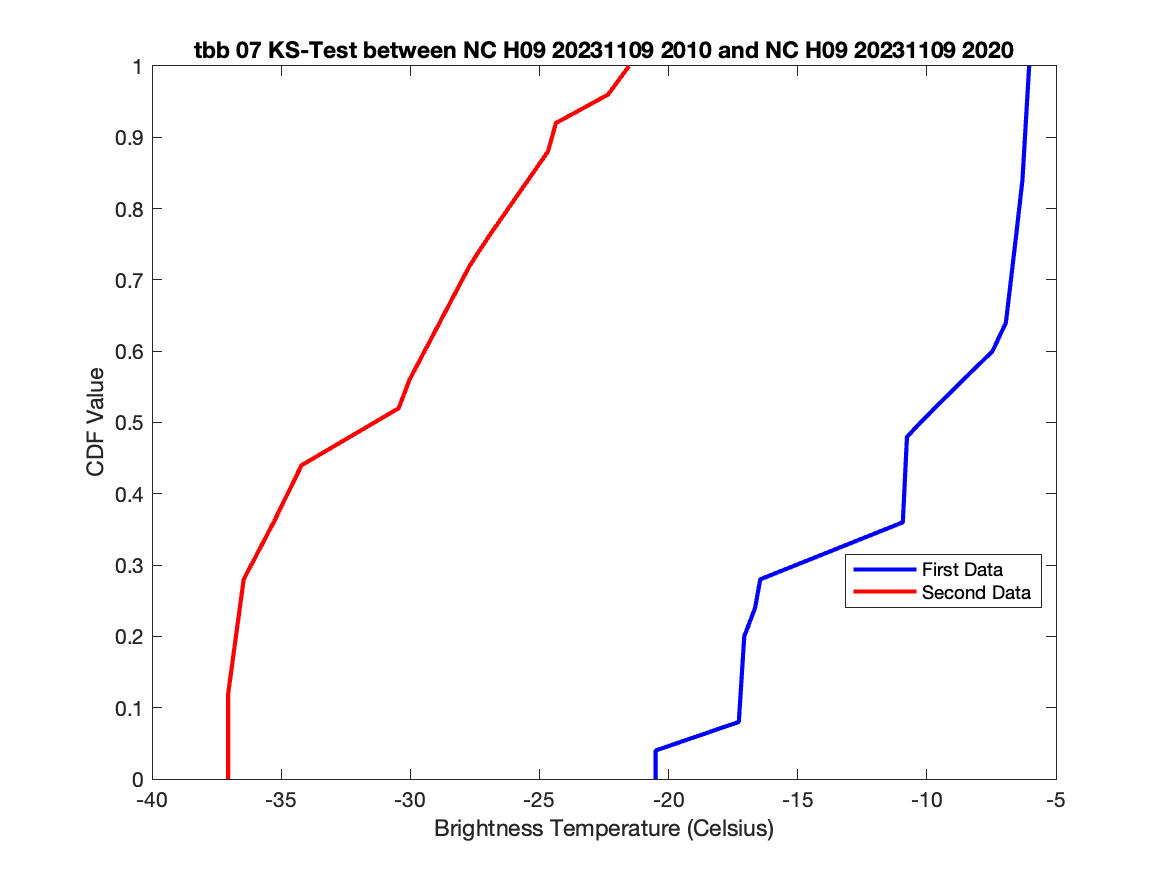 tbb 07 KS-Test between NC H09 20231109 2010 and NC H09 20231109 2020
1
0.9
0.8
0.7
0.6
0.5
0.4
0.3
0.2
0.1
0
CDF Value
First Data
Second Data
-40 -35 -30 -25 -20 -15 -10 -5
Brightness Temperature (Celsius)